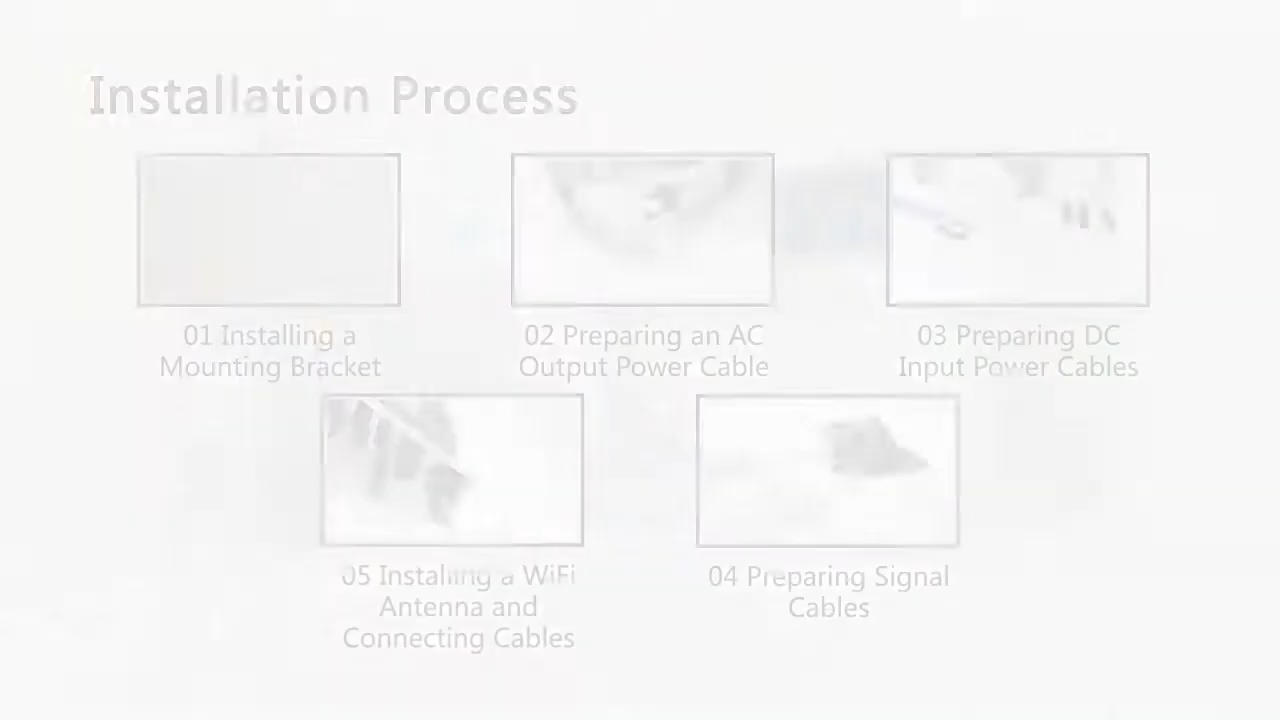 Installation Process
01 Installing a
Mounting Bracket
02 Preparing an AC
Output Power Cable
03 Preparing DC
Input Power Cables
05 Installing a WiFi
Antenna and
Connecting Cables
04 Preparing Signal
Cables